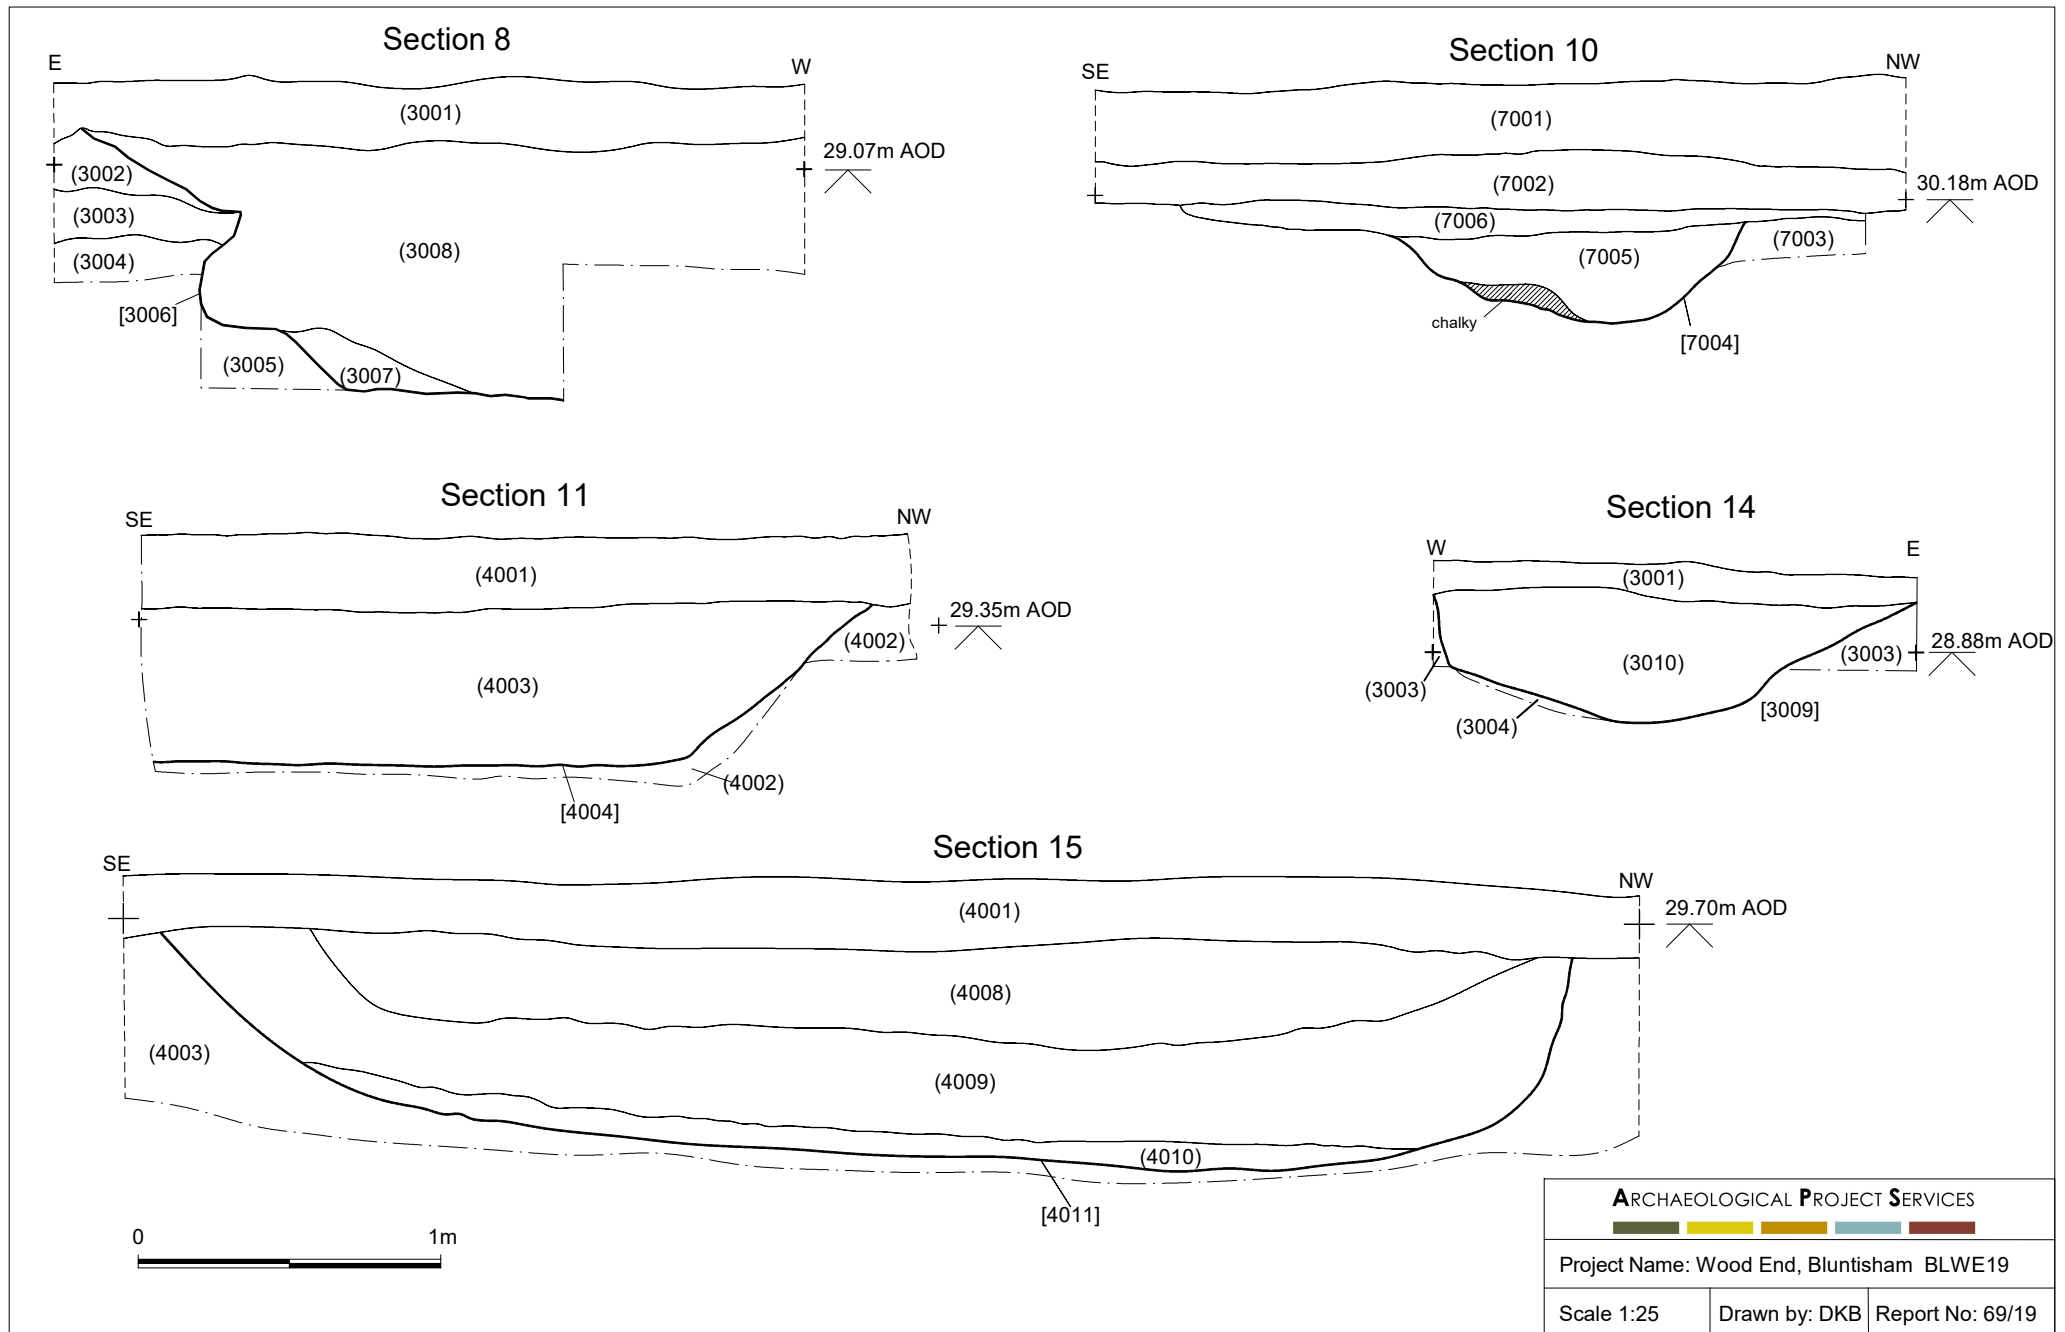 Section 8
E
W
(3001)
29.07m AOD
(3002)
(3003)
(3004)
(3008)
[3006]
(3005)
(3007)
Section 10
SE
NW
(7001)
(7002)
30.18m AOD
(7006)
(7003)
(7005)
chalky
[7004]
Section 11
SE
NW
(4001)
29.35m AOD
(4002)
(4003)
(4002)
[4004]
Section 14
W
E
(3001)
28.88m AOD
(3003)
(3010)
(3003)
(3004)
[3009]
Section 15
SE
NW
(4001)
29.70m AOD
(4008)
(4003)
(4009)
(4010)
[4011]
0 1m
ARCHAEOLOGICAL PROJECT SERVICES
Project Name: Wood End, Bluntisham BLWE19
Scale 1:25 Drawn by: DKB Report No: 69/19